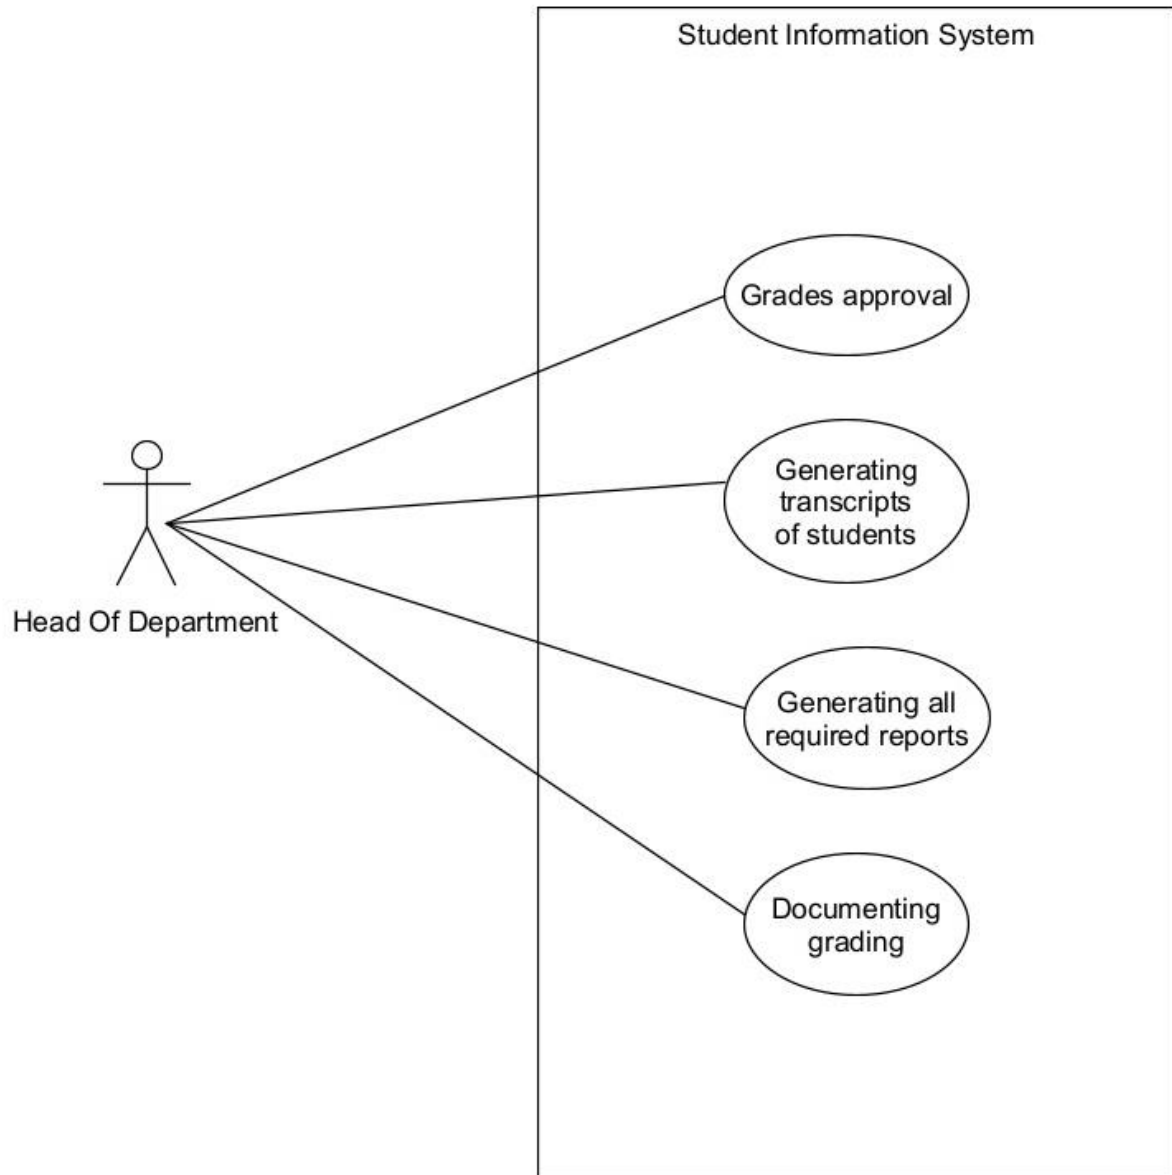 Student Information System
Grades approval
Generating
transcripts
of students
Head Of Department
Generating all
required reports
Documenting
grading